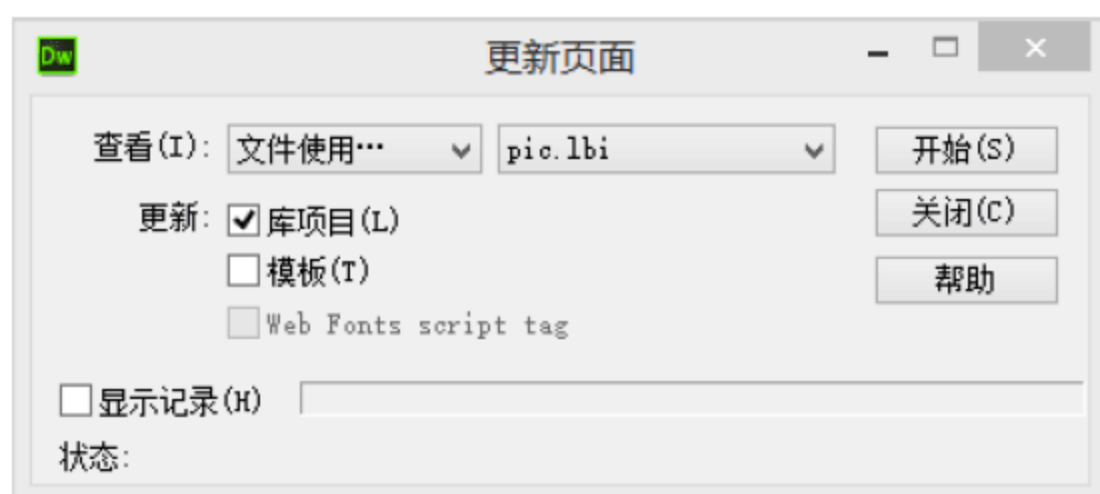 Dw 更新页面
查看(I): 文件使用… pic.lbi 开始(S)
更新: 库项目(L) 关闭(C)
模板(T) 帮助
Web Fonts script tag
显示记录(H)
状态: